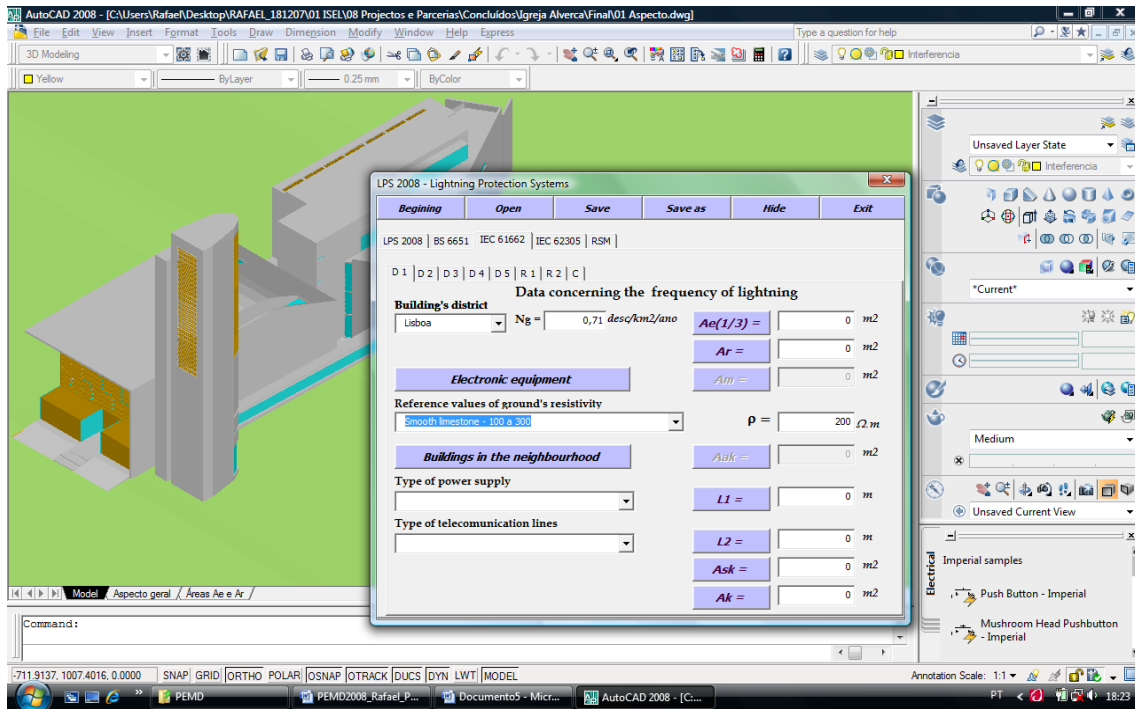 AutoCAD 2008 - [C:\Users\Rafael\Desktop\RAFAEL_181207\01 ISEL\08 Projectos e Parcerias\Concluídos\Igreja Alverca\Final\01 Aspecto.dwg]
File Edit View Insert Format Tools Draw Dimension Modify Window Help Express Type a question for help
3D Modeling Interferencia
Yellow ByLayer 0.25 mm ByColor
Unsaved Layer State
Interferencia
*Current*
Medium
Unsaved Current View
LPS 2008 - Lightning Protection Systems
Begining Open Save Save as Hide Exit
LPS 2008 BS 6651 IEC 61662 IEC 62305 RSM
D 1 D 2 D 3 D 4 D 5 R 1 R 2 C
Data concerning the frequency of lightning
Building's district
Lisboa Ng = 0,71 desc/km2/ano Ae(1/3) = 0 m2
Ar = 0 m2
Electronic equipment Am = 0 m2
Reference values of ground's resistivity
Smooth limestone - 100 a 300 ρ = 200 Ω.m
Buildings in the neighbourhood Aak = 0 m2
Type of power supply
L1 = 0 m
Type of telecomunication lines
L2 = 0 m
Ask = 0 m2
Ak = 0 m2
Electrical
Imperial samples
Push Button - Imperial
Mushroom Head Pushbutton
- Imperial
Model Aspecto geral Áreas Ae e Ar
Command:
-711.9137, 1007.4016, 0.0000 SNAP GRID ORTHO POLAR OSNAP OTRACK DUCS DYN LWT MODEL Annotation Scale: 1:1
PEMD PEMD2008_Rafael_P... Documento5 - Micr... AutoCAD 2008 - [C:... PT 18:23